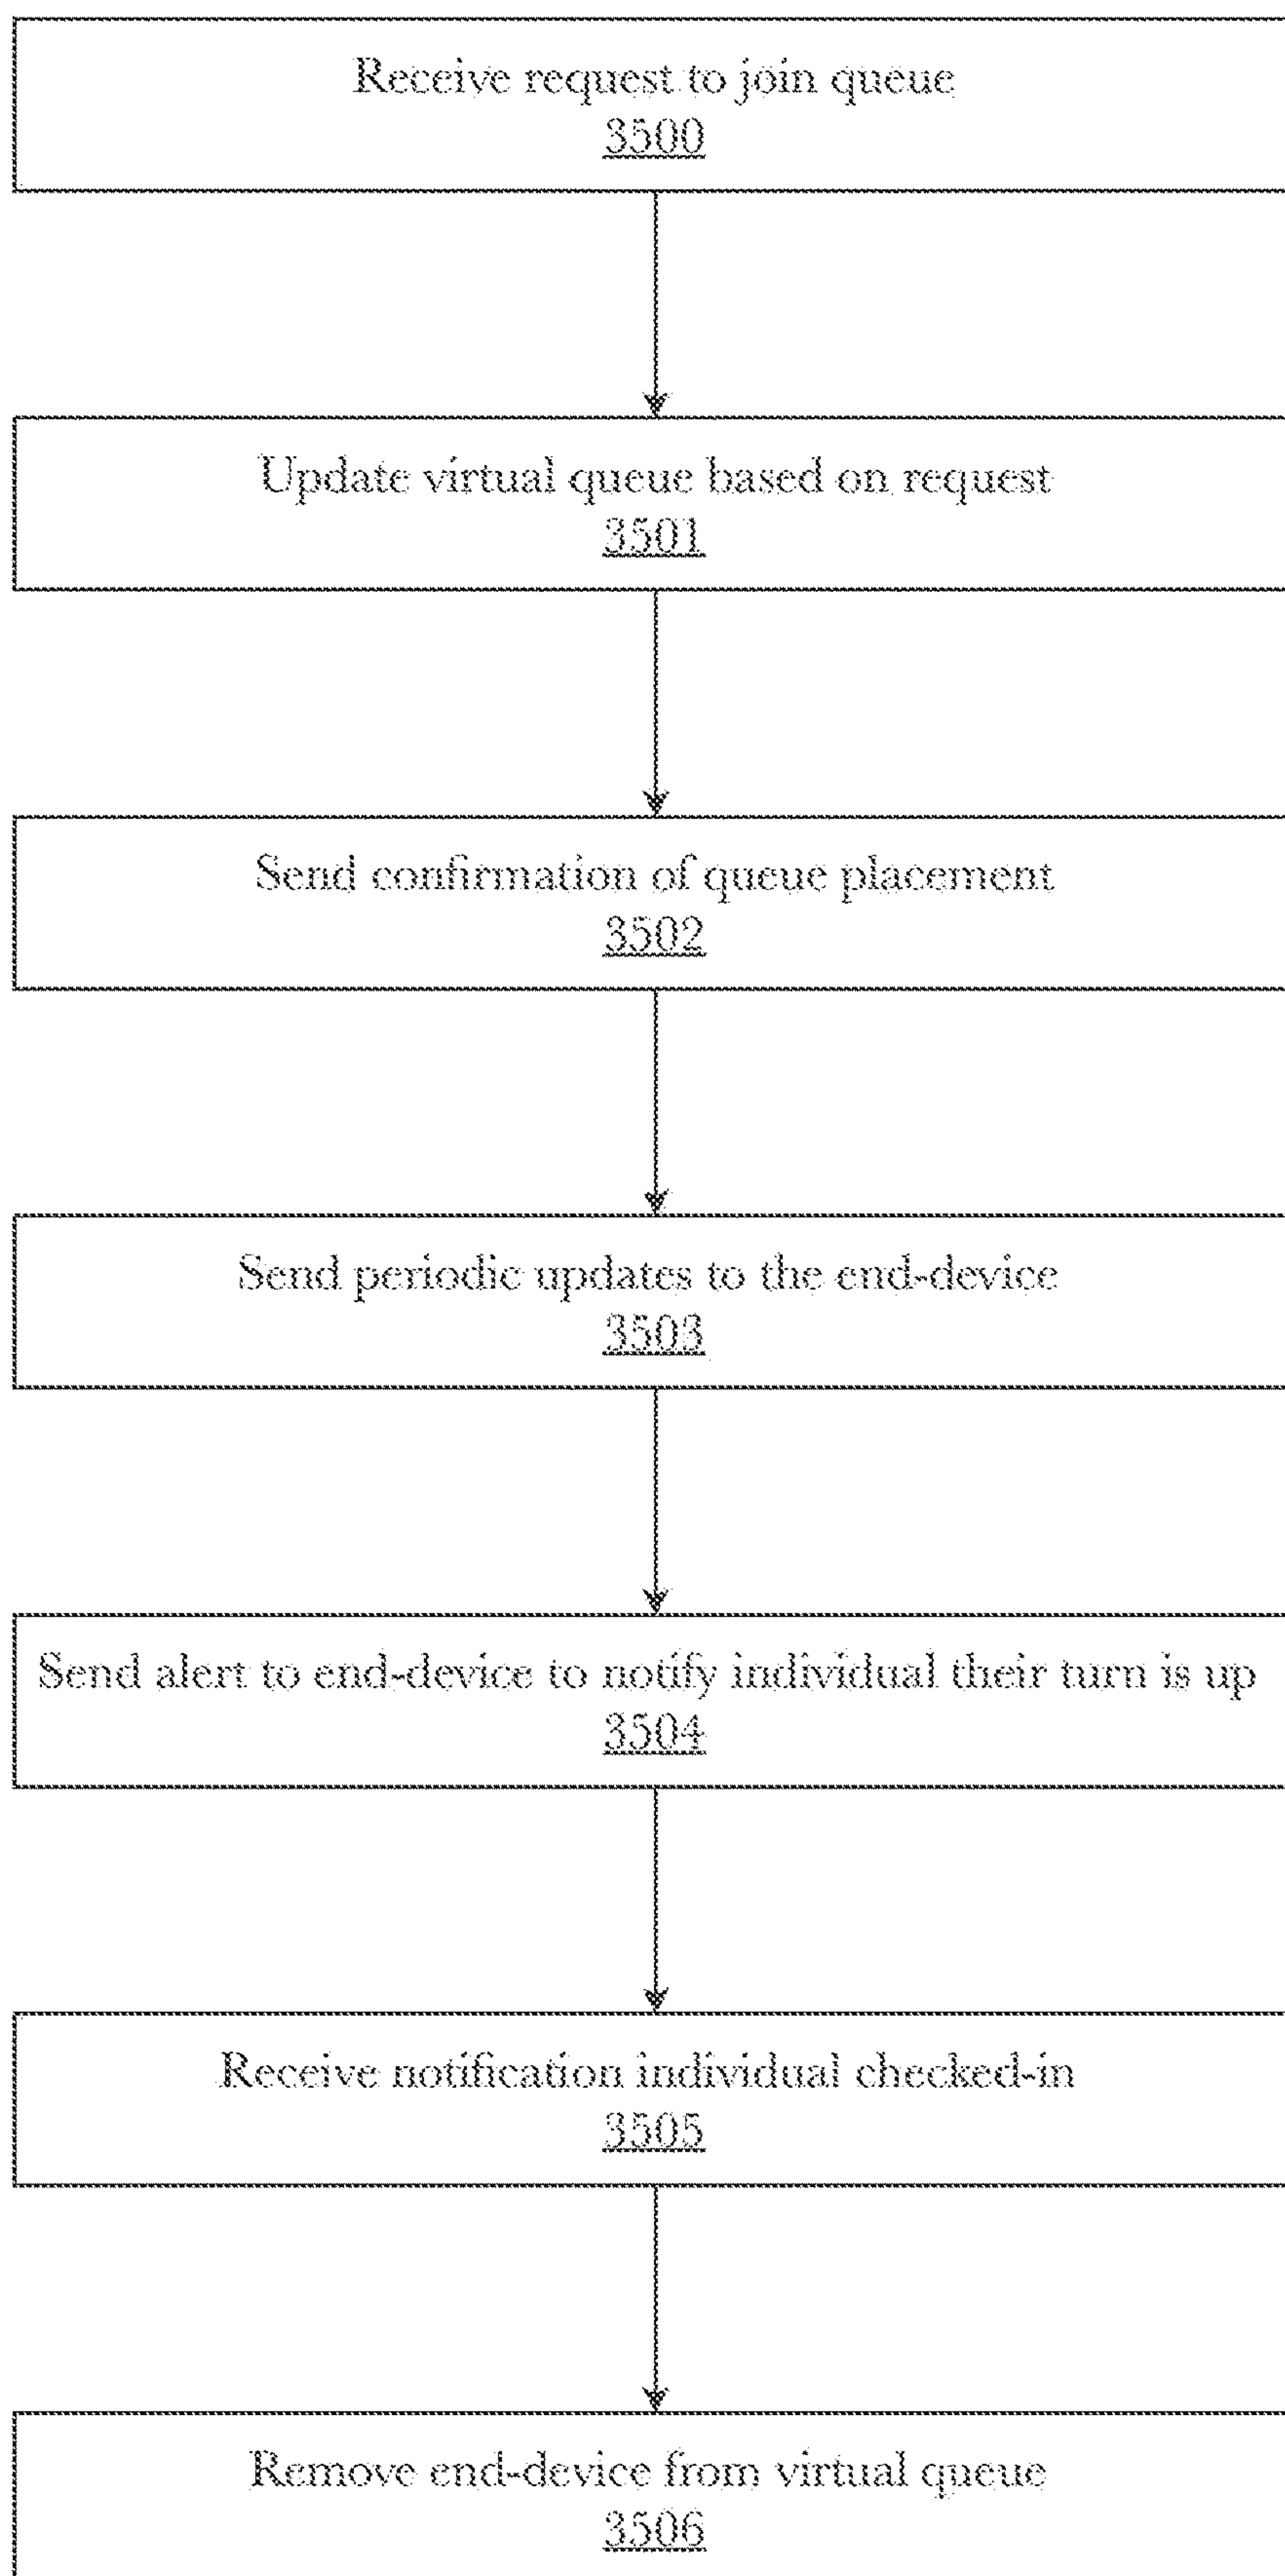 Receive request to join queue
3500
Update virtual queue based on request
3501
Send confirmation of queue placement
3502
Send periodic updates to the end-device
3503
Send alert to end-device to notify individual their turn is up
3504
Receive notification individual checked-in
3505
Remove end-device from virtual queue
3506